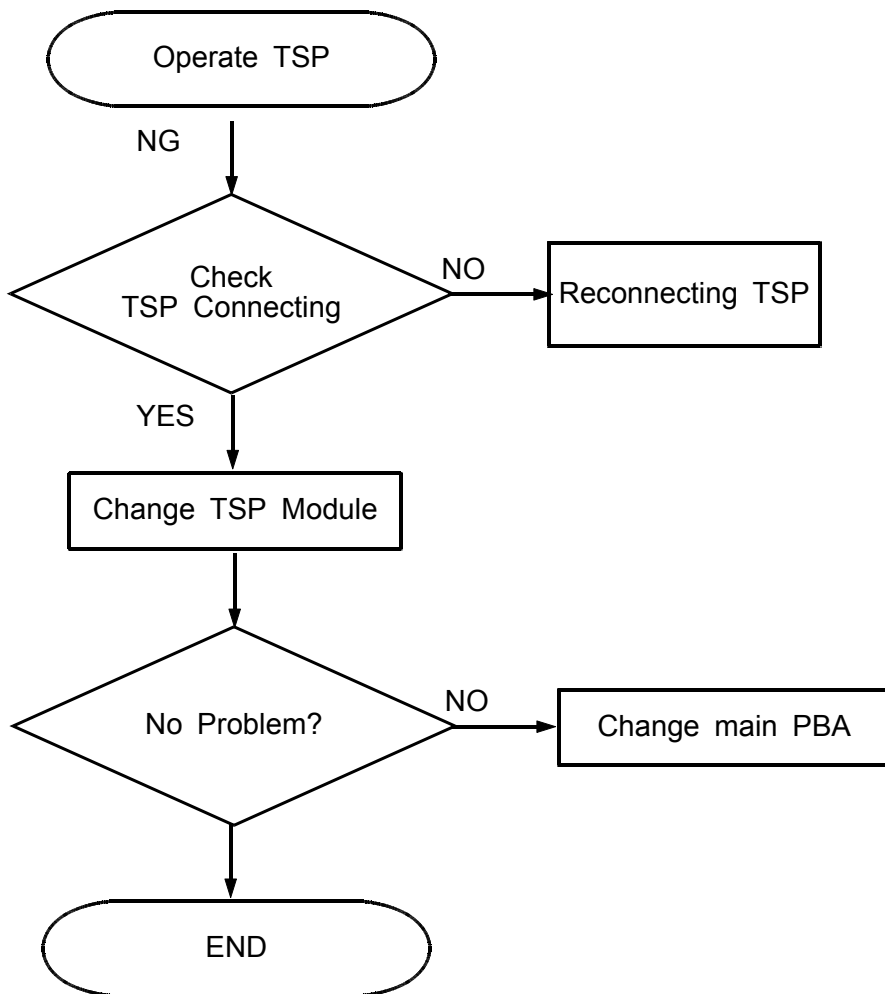 Operate TSP
NG
Check
TSP Connecting
NO
Reconnecting TSP
YES
Change TSP Module
No Problem?
NO
Change main PBA
END